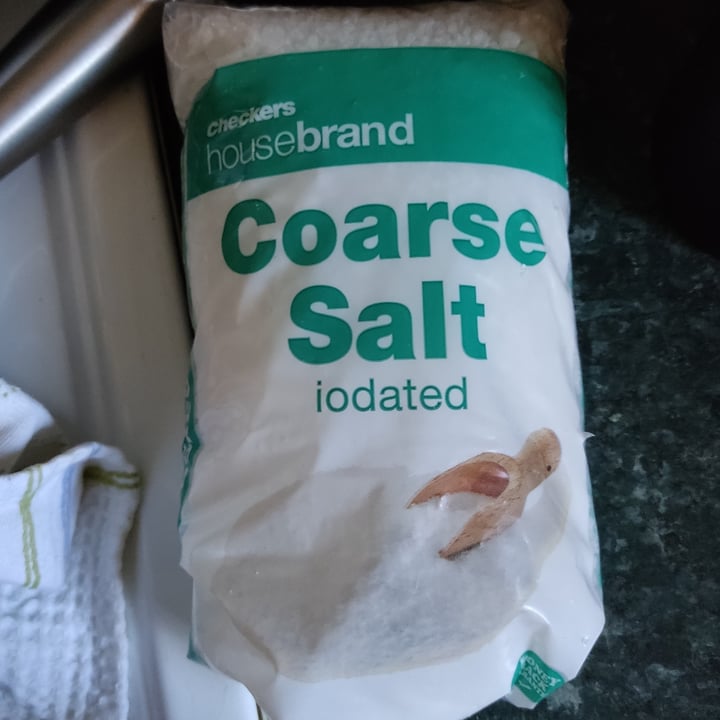 checkers
housebrand
Coarse
Salt
iodated